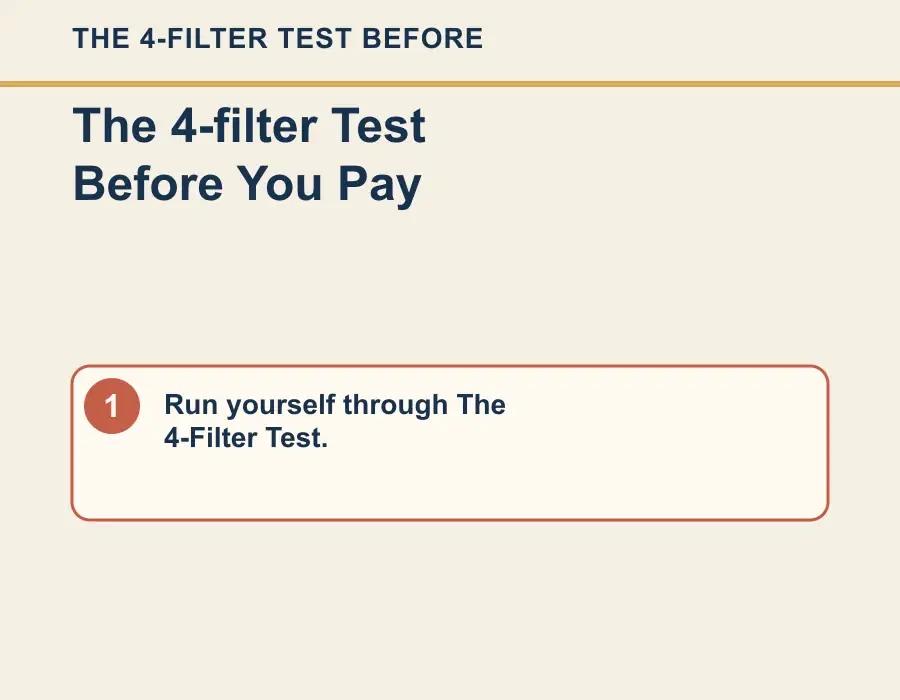 THE 4-FILTER TEST BEFORE
The 4-filter Test
Before You Pay
1
Run yourself through The
4-Filter Test.